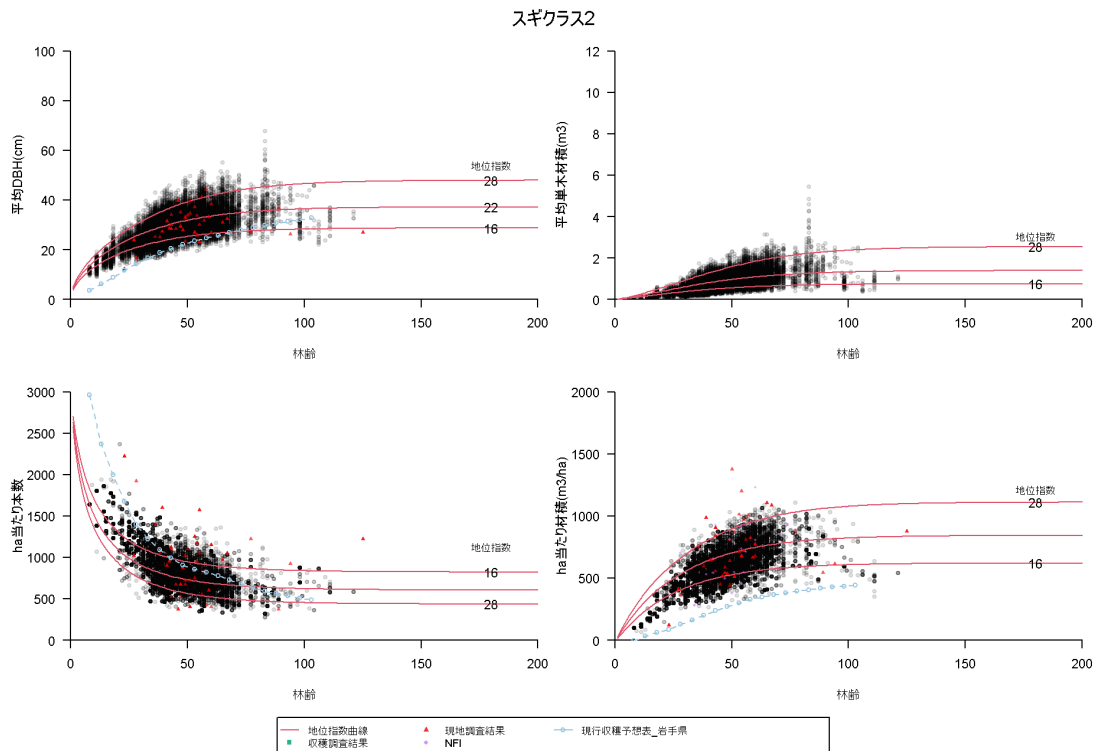 スギクラス2
平均DBH(cm)
100
80
60
40
20
0
地位指数
28
22
16
0 50 100 150 200
林齢
平均単木材積(m3)
12
10
8
6
4
2
0
地位指数
28
16
0 50 100 150 200
林齢
ha当たり本数
3000
2500
2000
1500
1000
500
0
地位指数
16
28
0 50 100 150 200
林齢
ha当たり材積(m3/ha)
2000
1500
1000
500
0
地位指数
28
16
0 50 100 150 200
林齢
地位指数曲線 現地調査結果 現行収穫予想表_岩手県
収穫調査結果 NFI